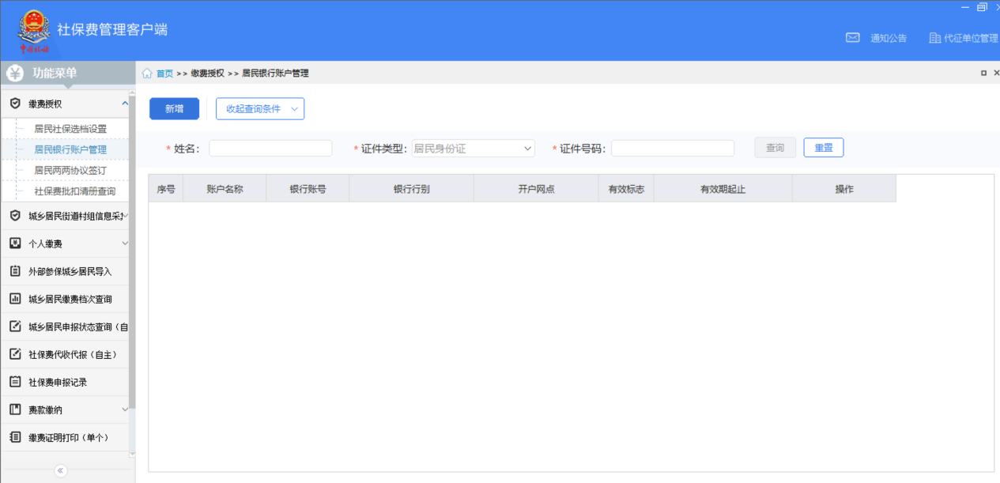 社保费管理客户端
中国税务
通知公告
代征单位管理
功能菜单
首页 >> 缴费授权 >> 居民银行账户管理
缴费授权
居民社保选档设置
居民银行账户管理
居民两两协议签订
社保费批扣清册查询
城乡居民街道村组信息采
个人缴费
外部参保城乡居民导入
城乡居民缴费档次查询
城乡居民申报状态查询（自
社保费代收代报（自主）
社保费申报记录
费款缴纳
缴费证明打印（单个）
新增
收起查询条件
* 姓名: * 证件类型: 居民身份证 * 证件号码: 查询 重置
序号 账户名称 银行账号 银行行别 开户网点 有效标志 有效期起止 操作